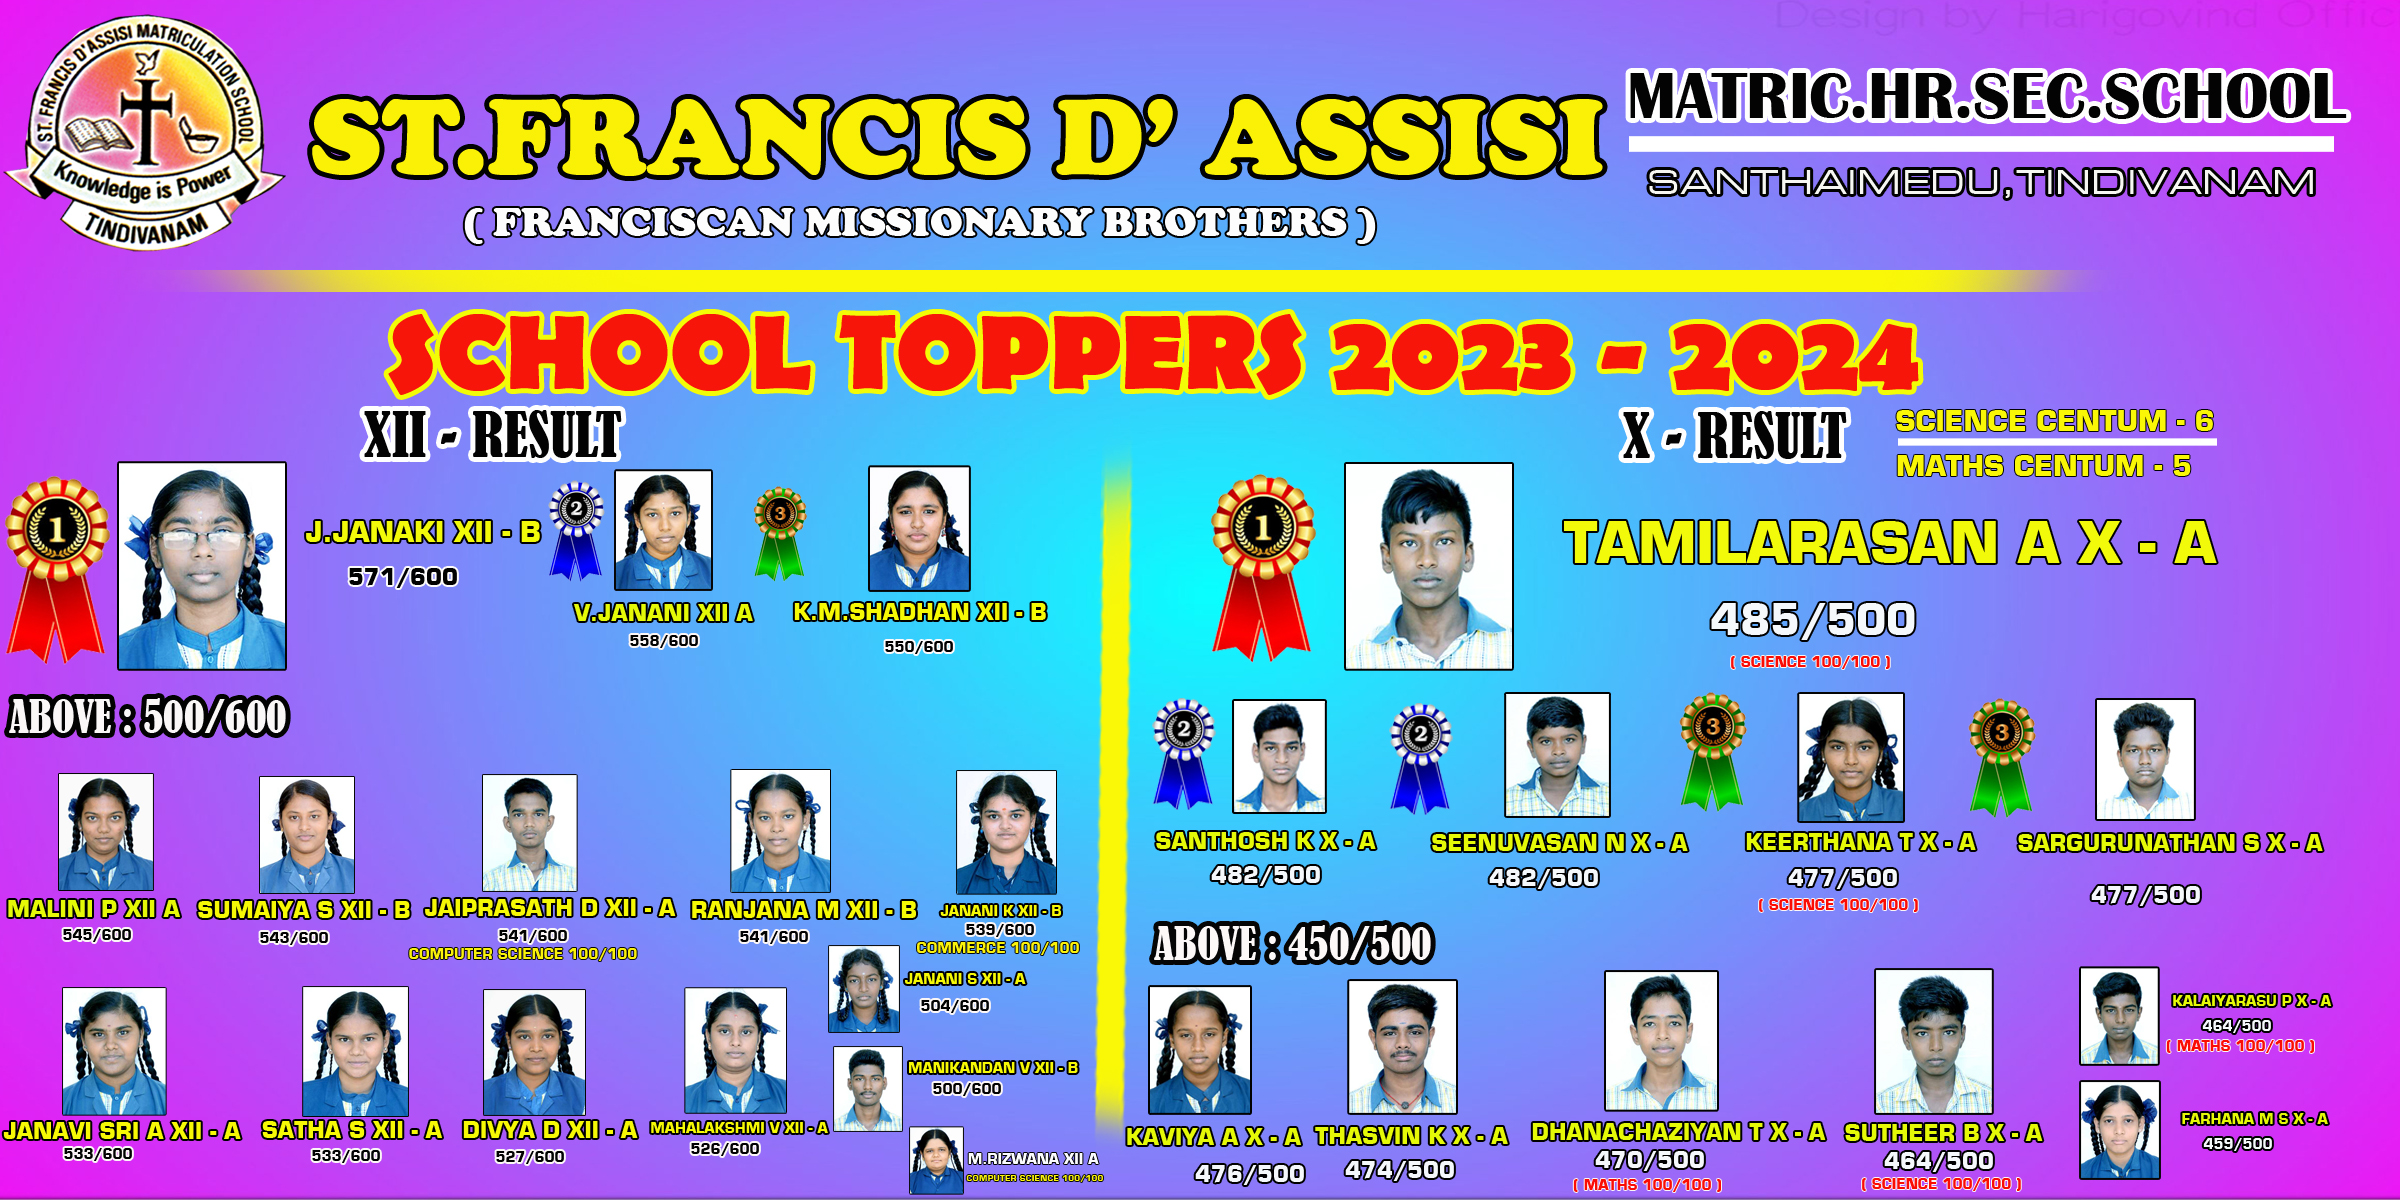 Design by Harigovind Offic
ST. FRANCIS D'ASSISI MATRICULATION SCHOOL
Knowledge is Power
TINDIVANAM
ST.FRANCIS D' ASSISI
( FRANCISCAN MISSIONARY BROTHERS )
MATRIC.HR.SEC.SCHOOL
SANTHAIMEDU,TINDIVANAM
SCHOOL TOPPERS 2023 - 2024
XII - RESULT
1
J.JANAKI XII - B
571/600
2
V.JANANI XII A
558/600
3
K.M.SHADHAN XII - B
550/600
ABOVE : 500/600
MALINI P XII A
545/600
SUMAIYA S XII - B
543/600
JAIPRASATH D XII - A
541/600
COMPUTER SCIENCE 100/100
RANJANA M XII - B
541/600
JANANI K XII - B
539/600
COMMERCE 100/100
JANANI S XII - A
504/600
JANAVI SRI A XII - A
533/600
SATHA S XII - A
533/600
DIVYA D XII - A
527/600
MAHALAKSHMI V XII - A
526/600
MANIKANDAN V XII - B
500/600
M.RIZWANA XII A
COMPUTER SCIENCE 100/100
X - RESULT
SCIENCE CENTUM - 6
MATHS CENTUM - 5
1
TAMILARASAN A X - A
485/500
( SCIENCE 100/100 )
2
SANTHOSH K X - A
482/500
2
SEENUVASAN N X - A
482/500
3
KEERTHANA T X - A
477/500
( SCIENCE 100/100 )
3
SARGURUNATHAN S X - A
477/500
ABOVE : 450/500
KAVIYA A X - A
476/500
THASVIN K X - A
474/500
DHANACHAZIYAN T X - A
470/500
( MATHS 100/100 )
SUTHEER B X - A
464/500
( SCIENCE 100/100 )
KALAIYARASU P X - A
464/500
( MATHS 100/100 )
FARHANA M S X - A
459/500